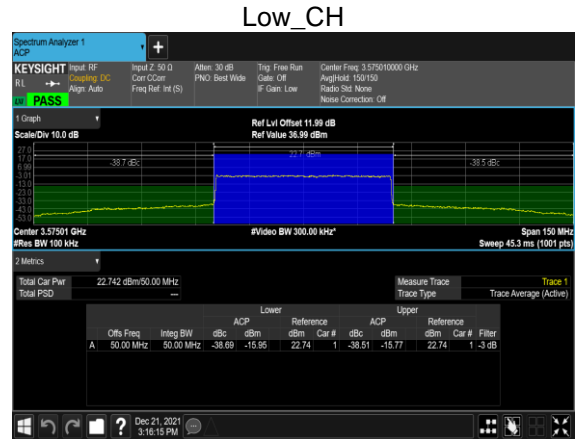 Low_CH
Spectrum Analyzer 1
ACP
KEYSIGHT Input: RF Input Z: 50 Ω Atten: 30 dB Trig: Free Run Center Freq: 3.575010000 GHz
RL Coupling: DC Corr CCorr PNO: Best Wide Gate: Off Avg|Hold: 150/150
Align: Auto Freq Ref: Int (S) IF Gain: Low Radio Std: None
PASS Noise Correction: Off
1 Graph Ref Lvl Offset 11.99 dB
Scale/Div 10.0 dB Ref Value 36.99 dBm
27.0 22.7 dBm
17.0 -38.7 dBc -38.5 dBc
6.99
-3.01
-13.0
-23.0
-33.0
-43.0
-53.0
Center 3.57501 GHz #Video BW 300.00 kHz* Span 150 MHz
#Res BW 100 kHz Sweep 45.3 ms (1001 pts)
2 Metrics
Total Car Pwr 22.742 dBm/50.00 MHz Measure Trace Trace 1
Total PSD --- Trace Type Trace Average (Active)
Lower Upper
ACP Reference ACP Reference
Offs Freq Integ BW dBc dBm dBm Car # dBc dBm dBm Car # Filter
A 50.00 MHz 50.00 MHz -38.69 -15.95 22.74 1 -38.51 -15.77 22.74 1 -3 dB
? Dec 21, 2021
3:16:15 PM